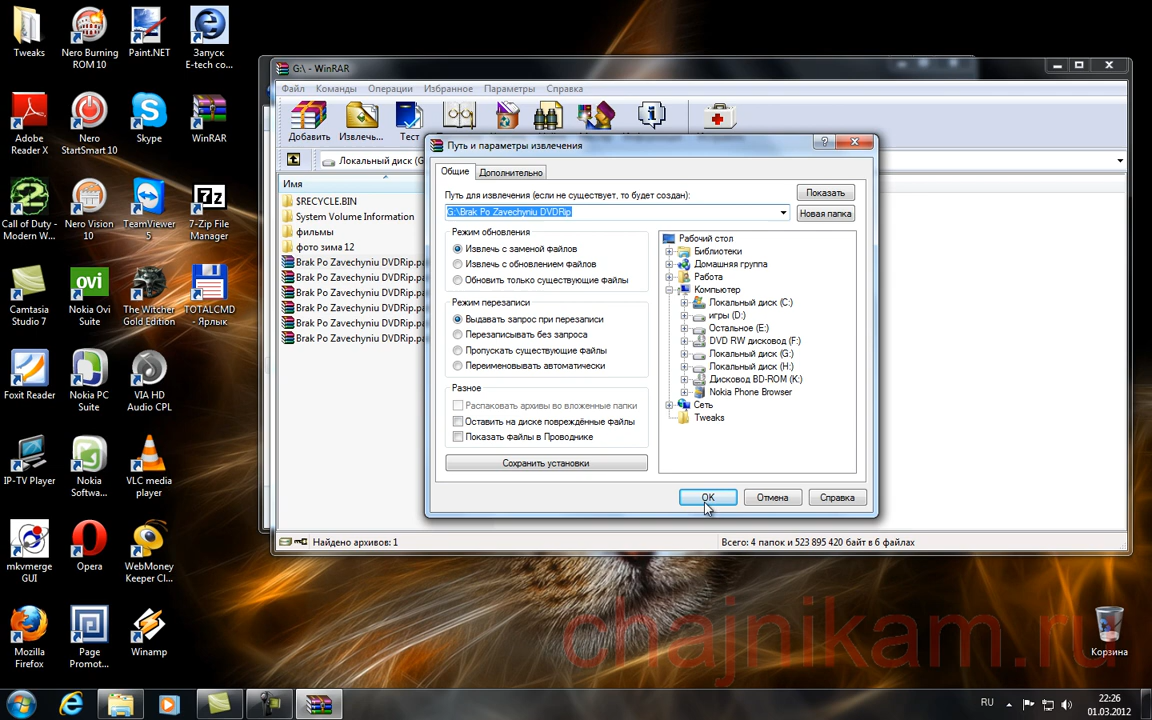 Tweaks
Nero Burning ROM 10
Paint.NET
Запуск E-tech co...
Adobe Reader X
Nero StartSmart 10
Skype
WinRAR
Call of Duty - Modern W...
Nero Vision 10
TeamViewer 5
7-Zip File Manager
Camtasia Studio 7
ovi
Nokia Ovi Suite
The Witcher Gold Edition
TOTALCMD - Ярлык
Foxit Reader
Nokia PC Suite
VIA HD Audio CPL
IP-TV Player
Nokia Softwa...
VLC media player
mkvmerge GUI
Opera
WebMoney Keeper Cl...
Mozilla Firefox
Page Promot...
Winamp
G:\ - WinRAR
Файл Команды Операции Избранное Параметры Справка
Добавить Извлечь... Тест
Локальный диск (G
Имя
$RECYCLE.BIN
System Volume Information
фильмы
фото зима 12
Brak Po Zavechyniu DVDRip.pa
Brak Po Zavechyniu DVDRip.pa
Brak Po Zavechyniu DVDRip.pa
Brak Po Zavechyniu DVDRip.pa
Brak Po Zavechyniu DVDRip.pa
Brak Po Zavechyniu DVDRip.pa
Найдено архивов: 1
Всего: 4 папок и 523 895 420 байт в 6 файлах
Путь и параметры извлечения
Общие Дополнительно
Путь для извлечения (если не существует, то будет создан):
G:\Brak Po Zavechyniu DVDRip
Показать
Новая папка
Режим обновления
Извлечь с заменой файлов
Извлечь с обновлением файлов
Обновить только существующие файлы
Режим перезаписи
Выдавать запрос при перезаписи
Перезаписывать без запроса
Пропускать существующие файлы
Переименовывать автоматически
Разное
Распаковать архивы во вложенные папки
Оставить на диске повреждённые файлы
Показать файлы в Проводнике
Сохранить установки
Рабочий стол
Библиотеки
Домашняя группа
Работа
Компьютер
Локальный диск (C:)
игры (D:)
Остальное (E:)
DVD RW дисковод (F:)
Локальный диск (G:)
Локальный диск (H:)
Дисковод BD-ROM (K:)
Nokia Phone Browser
Сеть
Tweaks
OK Отмена Справка
chajnikam.ru
Корзина
RU
22:26
01.03.2012